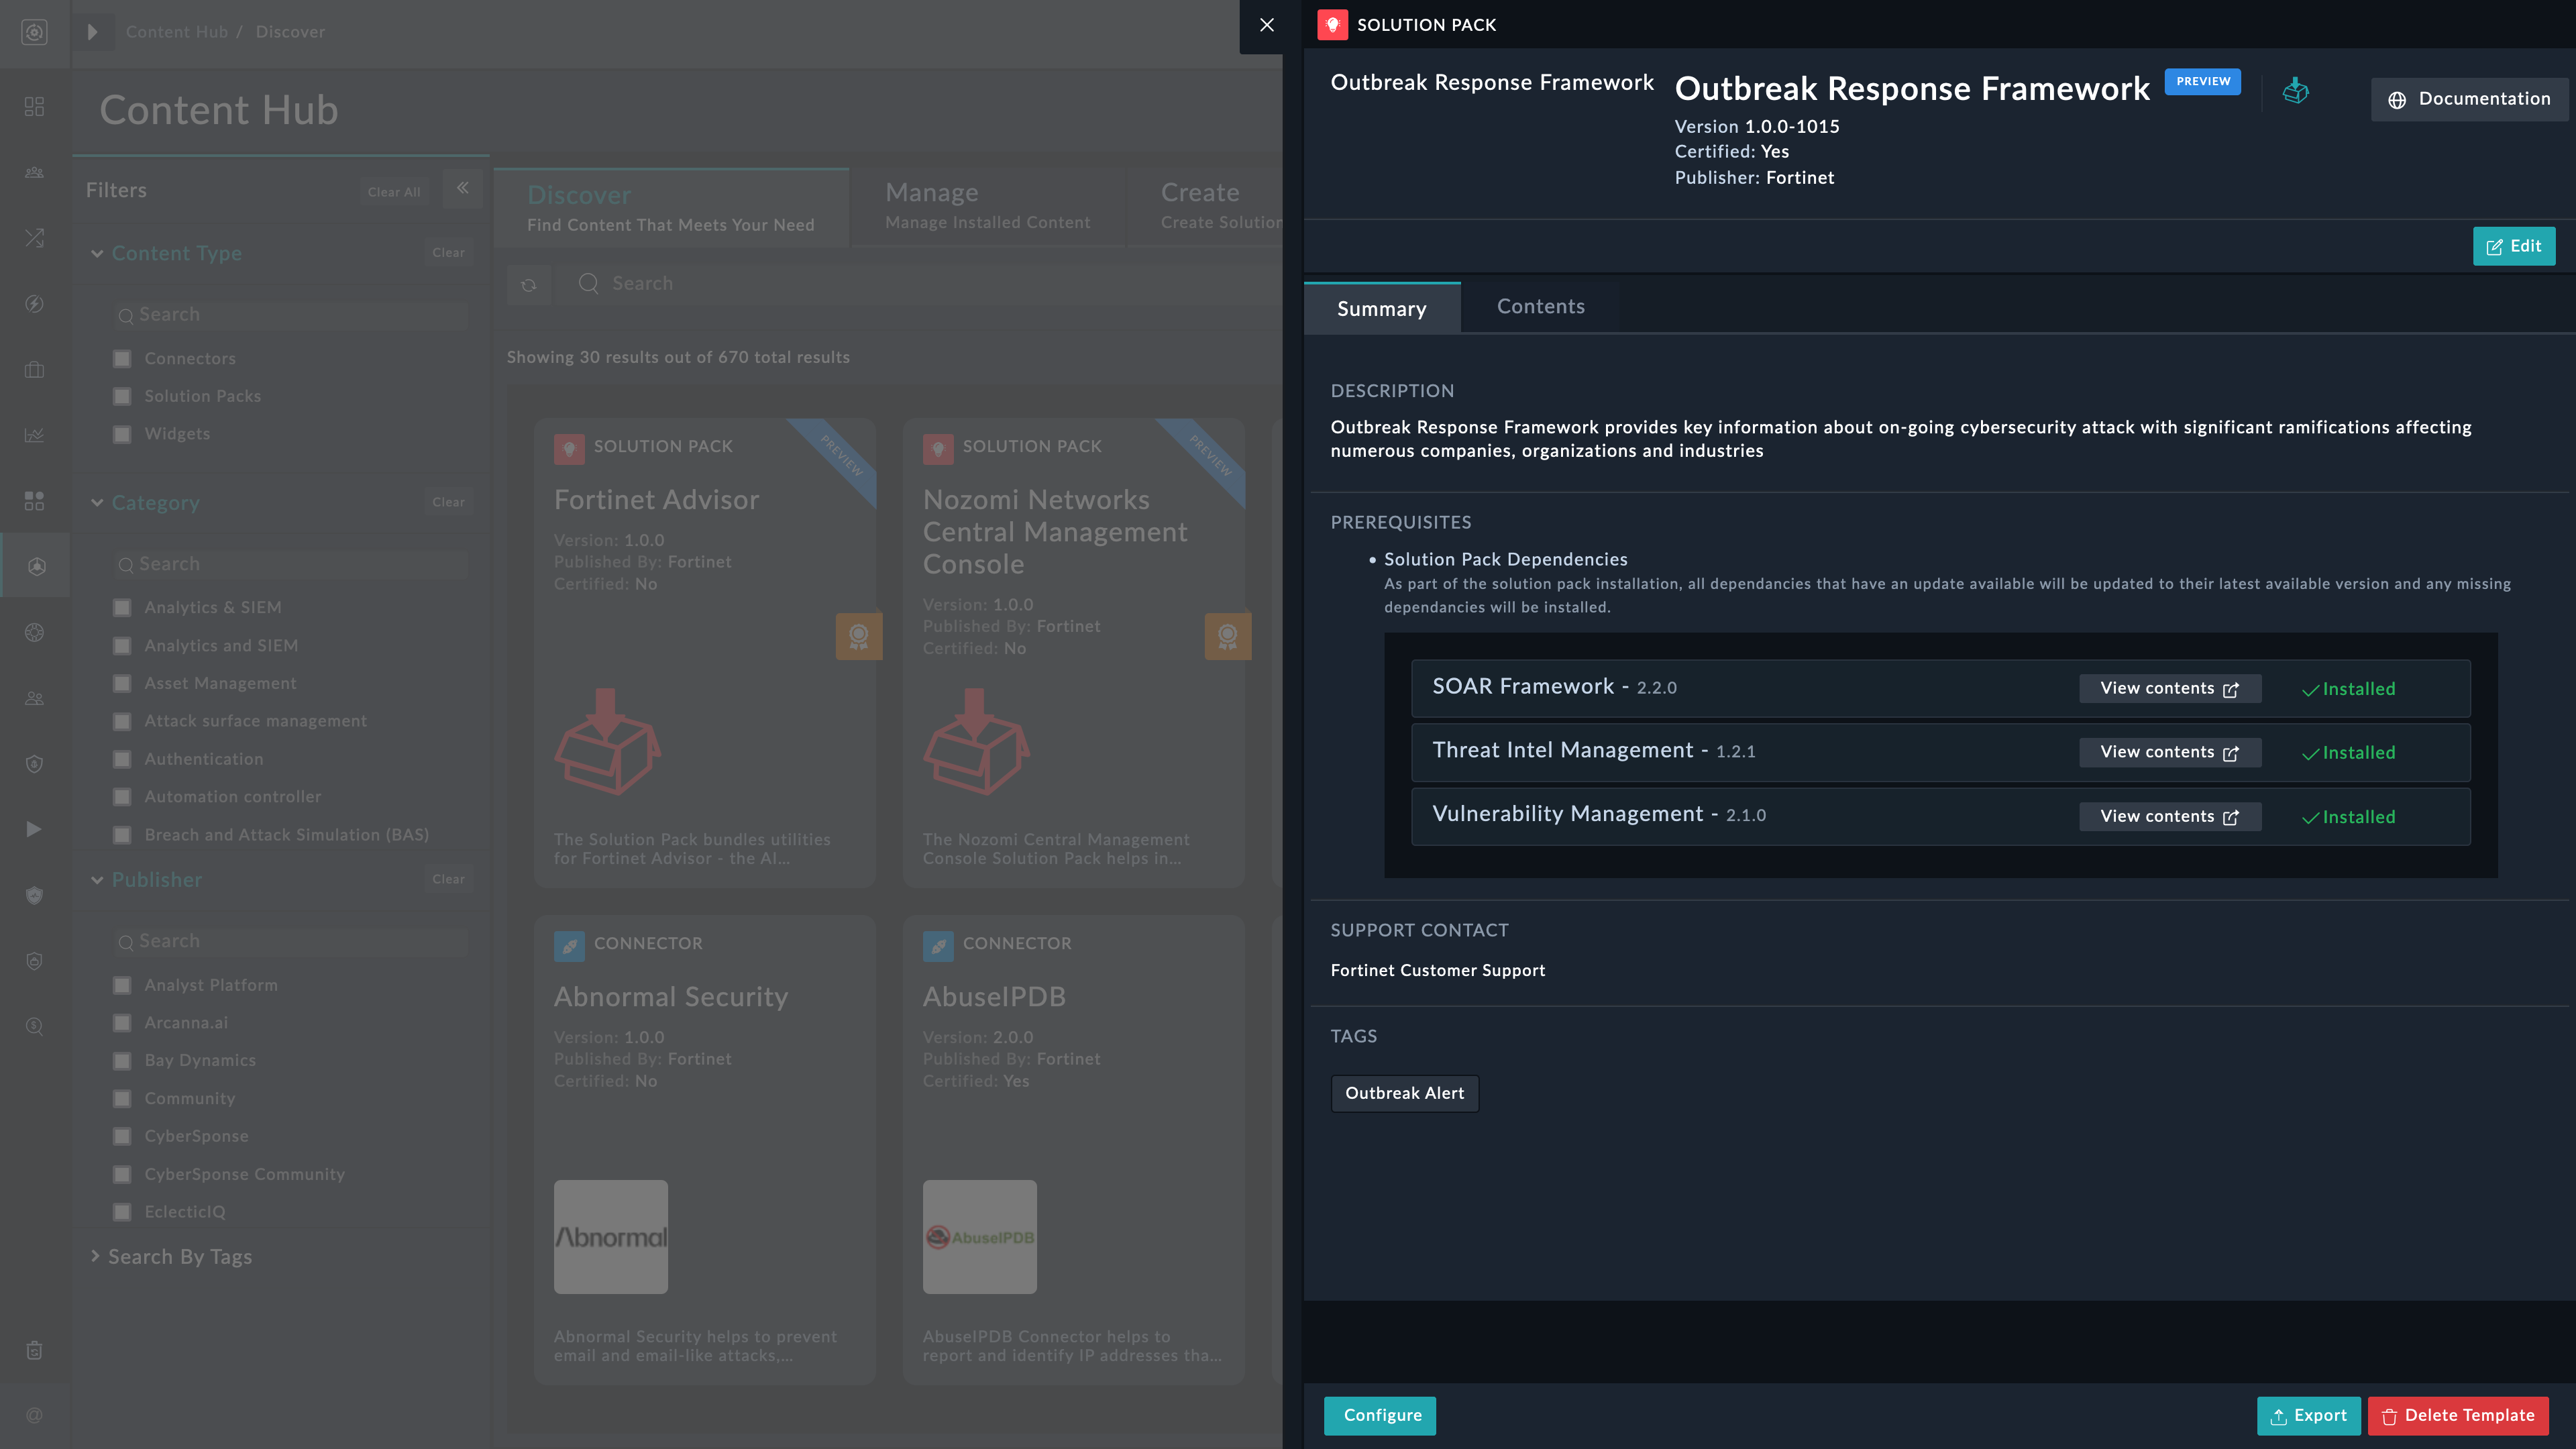 Content Hub / Discover
Content Hub
Filters
Clear All
Content Type
Clear
Search
Connectors
Solution Packs
Widgets
Category
Clear
Search
Analytics & SIEM
Analytics and SIEM
Asset Management
Attack surface management
Authentication
Automation controller
Breach and Attack Simulation (BAS)
Publisher
Clear
Search
Analyst Platform
Arcanna.ai
Bay Dynamics
Community
CyberSponse
CyberSponse Community
EclecticIQ
Search By Tags
Discover
Find Content That Meets Your Need
Manage
Manage Installed Content
Create
Create Solution
Search
Showing 30 results out of 670 total results
SOLUTION PACK
PREVIEW
Fortinet Advisor
Version: 1.0.0
Published By: Fortinet
Certified: No
The Solution Pack bundles utilities
for Fortinet Advisor - the AI...
SOLUTION PACK
PREVIEW
Nozomi Networks
Central Management
Console
Version: 1.0.0
Published By: Fortinet
Certified: No
The Nozomi Central Management
Console Solution Pack helps in...
CONNECTOR
Abnormal Security
Version: 1.0.0
Published By: Fortinet
Certified: No
Abnormal
Abnormal Security helps to prevent
email and email-like attacks,...
CONNECTOR
AbuseIPDB
Version: 2.0.0
Published By: Fortinet
Certified: Yes
AbuseIPDB
AbuseIPDB Connector helps to
report and identify IP addresses tha...
SOLUTION PACK
Outbreak Response Framework
Outbreak Response Framework
PREVIEW
Documentation
Version 1.0.0-1015
Certified: Yes
Publisher: Fortinet
Edit
Summary
Contents
DESCRIPTION
Outbreak Response Framework provides key information about on-going cybersecurity attack with significant ramifications affecting
numerous companies, organizations and industries
PREREQUISITES
• Solution Pack Dependencies
As part of the solution pack installation, all dependancies that have an update available will be updated to their latest available version and any missing
dependancies will be installed.
SOAR Framework - 2.2.0
View contents
Installed
Threat Intel Management - 1.2.1
View contents
Installed
Vulnerability Management - 2.1.0
View contents
Installed
SUPPORT CONTACT
Fortinet Customer Support
TAGS
Outbreak Alert
Configure
Export
Delete Template